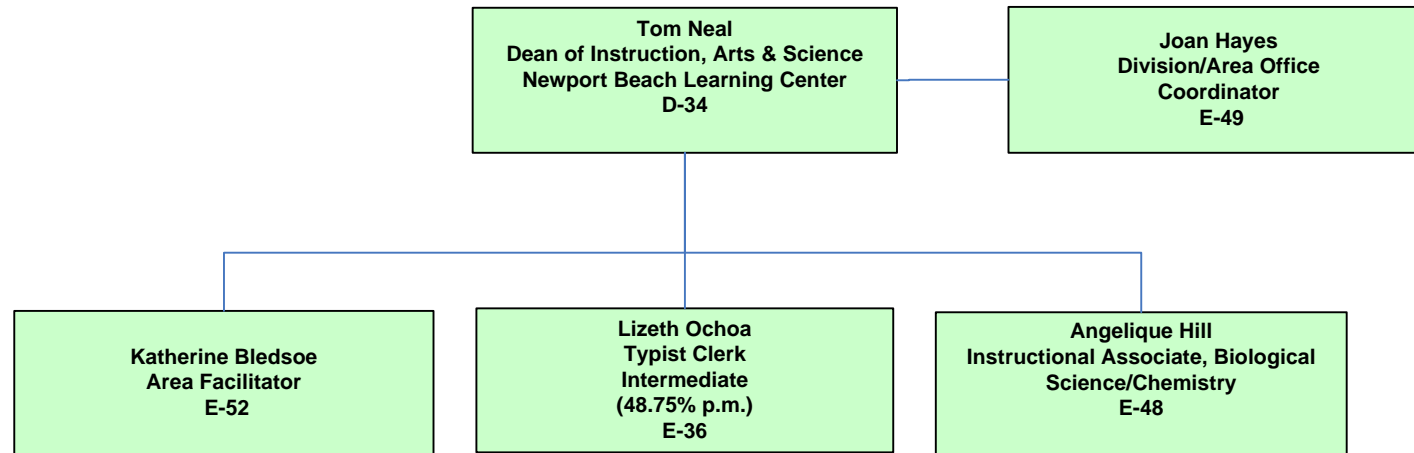 Tom Neal
Dean of Instruction, Arts & Science
Newport Beach Learning Center
D-34
Joan Hayes
Division/Area Office
Coordinator
E-49
Katherine Bledsoe
Area Facilitator
E-52
Lizeth Ochoa
Typist Clerk
Intermediate
(48.75% p.m.)
E-36
Angelique Hill
Instructional Associate, Biological
Science/Chemistry
E-48